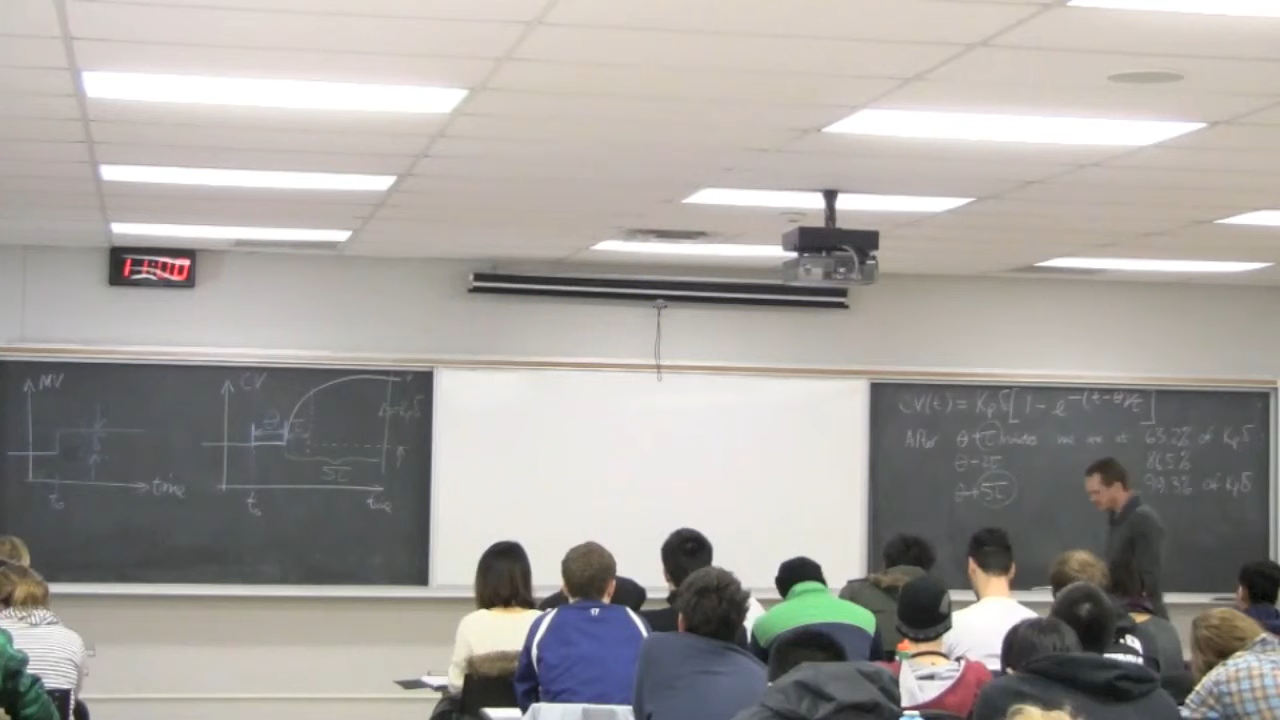 11:00
MV
t₀
time
CV
θ
τ
5τ
t₀
time
CV(t) = Kpδ[1 - e^-(t-θ)/τ]
After θ+τ minutes we are at 63.2% of Kpδ
86.5%
θ+5τ 99.3% of Kpδ
17